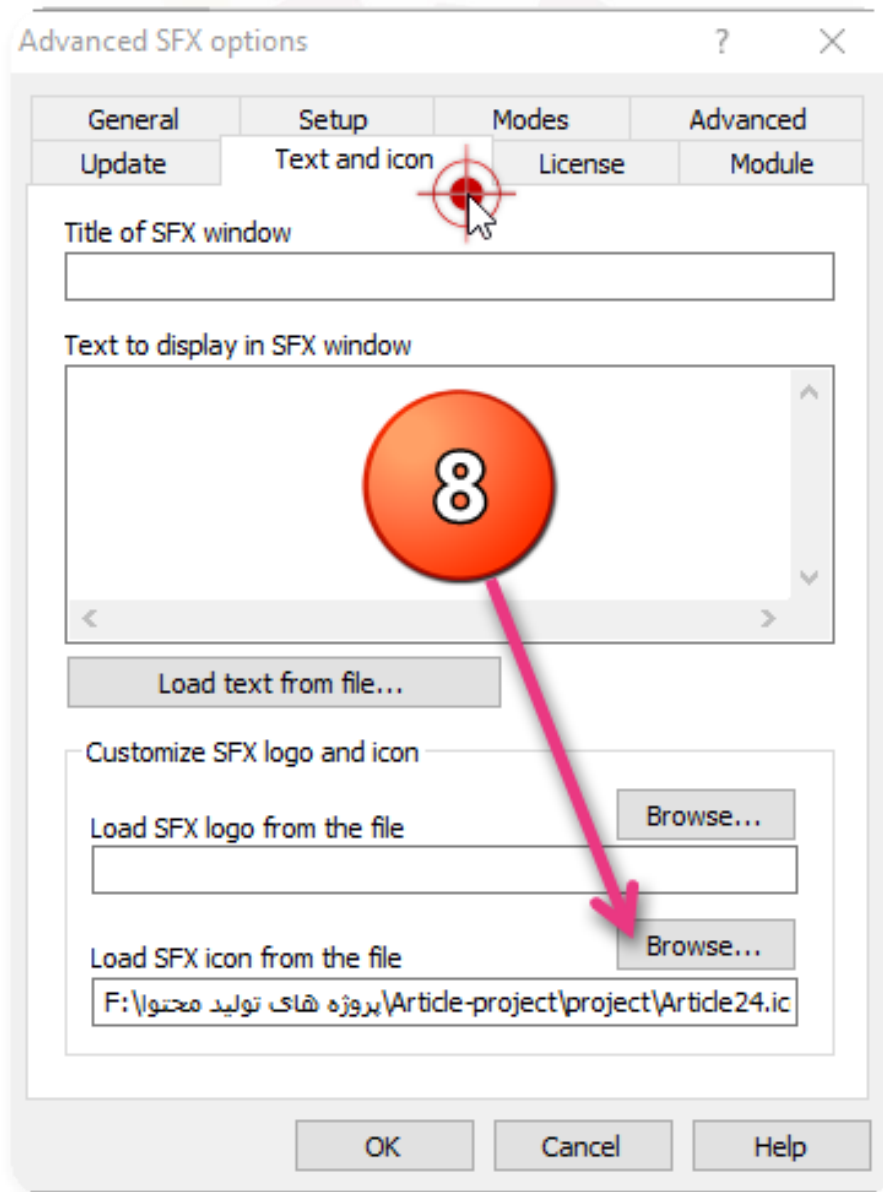 Advanced SFX options
General Setup Modes Advanced
Update Text and icon License Module
Title of SFX window
Text to display in SFX window
8
Load text from file...
Customize SFX logo and icon
Load SFX logo from the file Browse...
Load SFX icon from the file Browse...
F:\پروژه های تولید محتوا\Article-project\project\Article24.ic
OK Cancel Help